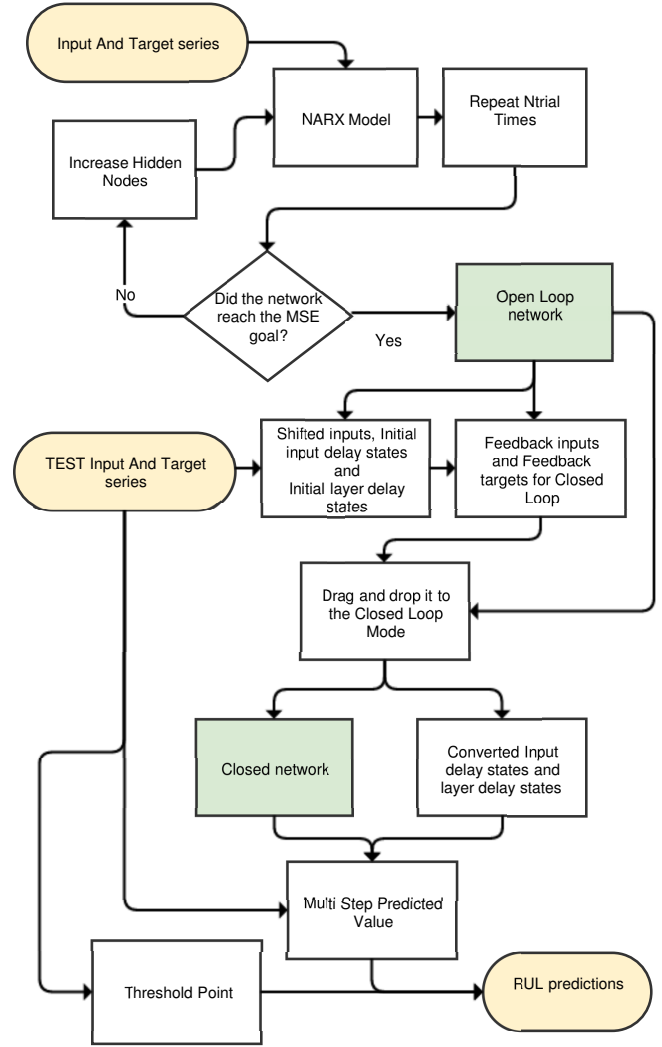 Input And Target series
NARX Model
Repeat Ntrial
Times
Increase Hidden
Nodes
Did the network
reach the MSE
goal?
No
Yes
Open Loop
network
TEST Input And Target
series
Shifted inputs, Initial
input delay states
and
Initial layer delay
states
Feedback inputs
and Feedback
targets for Closed
Loop
Drag and drop it to
the Closed Loop
Mode
Closed network
Converted Input
delay states and
layer delay states
Multi Step Predicted
Value
Threshold Point
RUL predictions